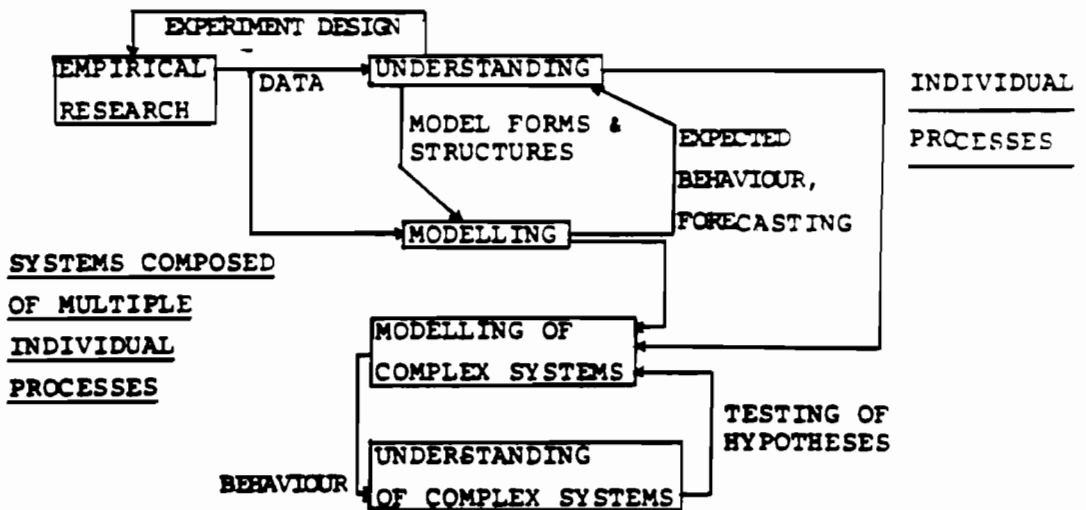 EXPERIMENT DESIGN
EMPIRICAL
RESEARCH
DATA
UNDERSTANDING
MODEL FORMS &
STRUCTURES
EXPECTED
BEHAVIOUR,
FORECASTING
INDIVIDUAL
PROCESSES
MODELLING
SYSTEMS COMPOSED
OF MULTIPLE
INDIVIDUAL
PROCESSES
MODELLING OF
COMPLEX SYSTEMS
TESTING OF
HYPOTHESES
BEHAVIOUR
UNDERSTANDING
OF COMPLEX SYSTEMS